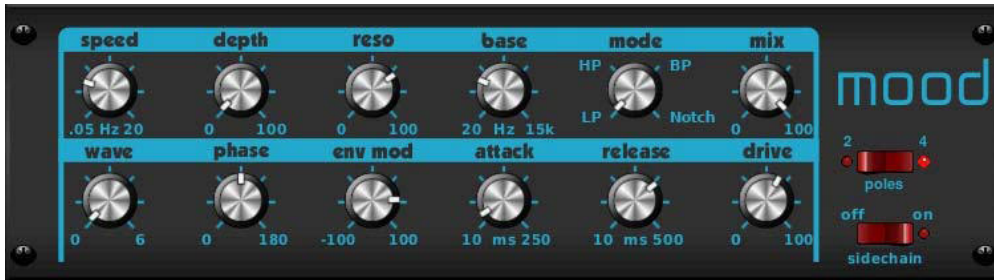 speed depth reso base mode mix
HP BP
LP Notch
.05 Hz 20 0 100 0 100 20 Hz 15k 0 100
mood
wave phase env mod attack release drive
0 6 0 180 -100 100 10 ms 250 10 ms 500 0 100
2 4
poles
off on
sidechain